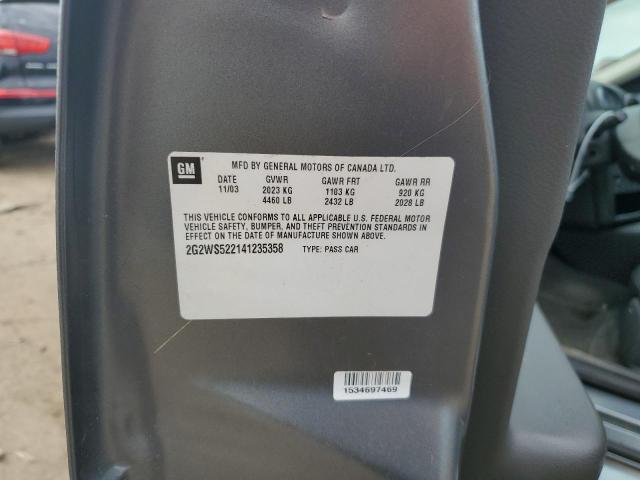 GM
MFD BY GENERAL MOTORS OF CANADA LTD.
DATE GVWR GAWR FRT GAWR RR
11/03 2023 KG 1103 KG 920 KG
4460 LB 2432 LB 2028 LB
THIS VEHICLE CONFORMS TO ALL APPLICABLE U.S. FEDERAL MOTOR
VEHICLE SAFETY, BUMPER, AND THEFT PREVENTION STANDARDS IN
EFFECT ON THE DATE OF MANUFACTURE SHOWN ABOVE.
2G2WS522141235358 TYPE: PASS CAR
1534697469